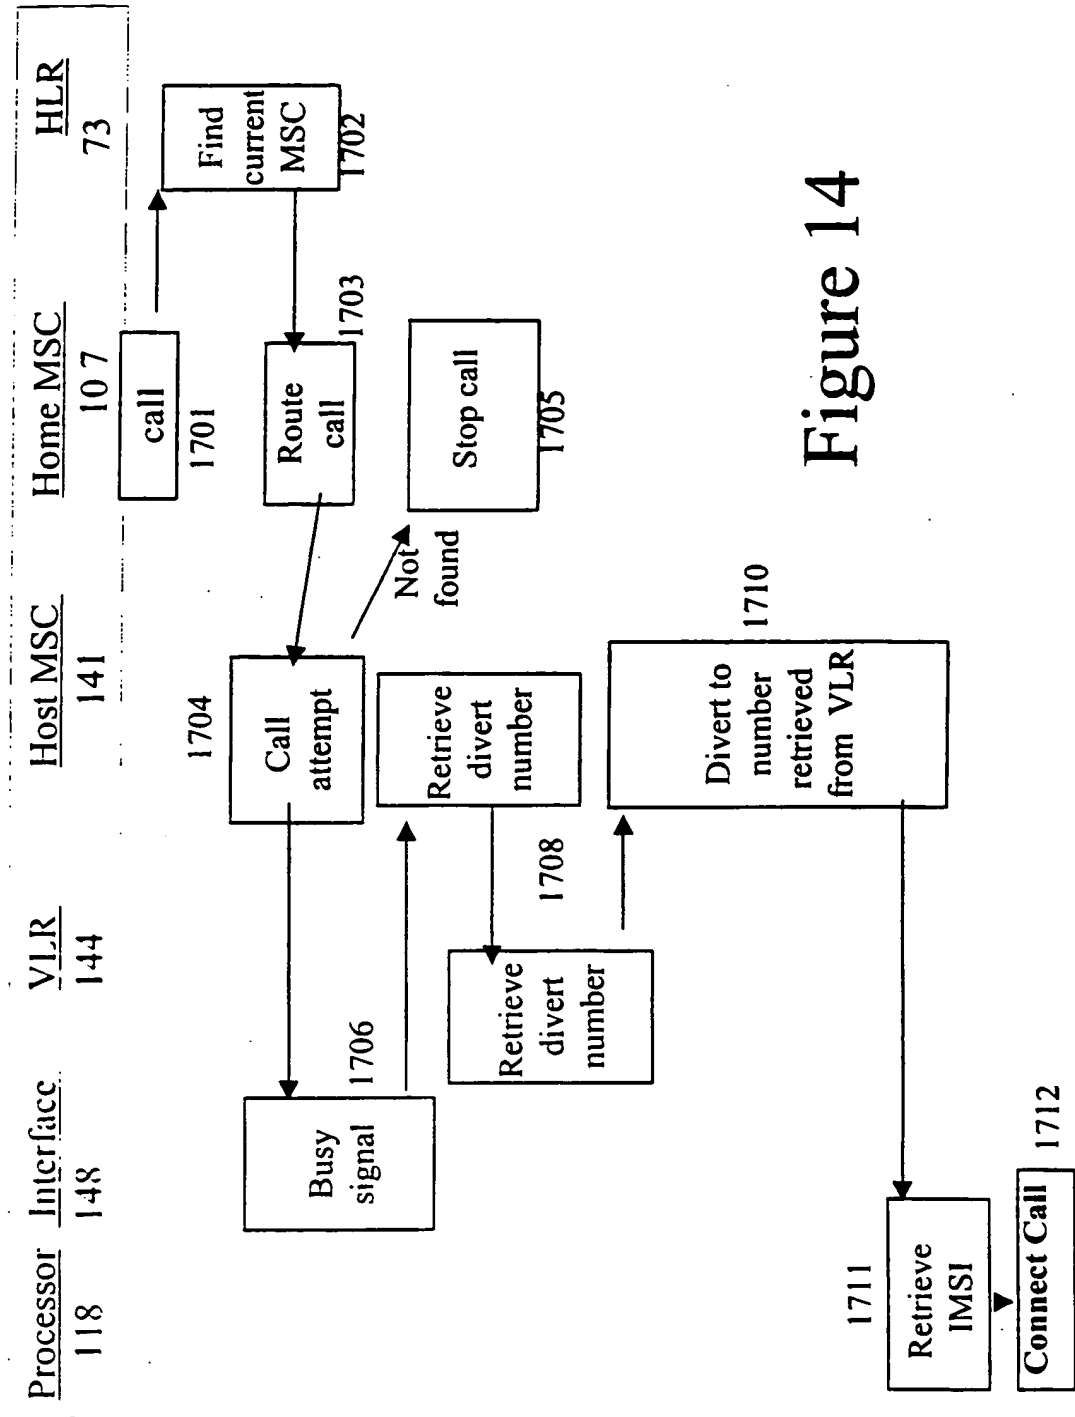 Processor Interface VLR Host MSC Home MSC HLR
118 148 144 141 10 7 73
call
1701
Find
current
MSC
1702
Route
call
1703
1704
Call
attempt
Not
found
Stop call
1705
Busy
signal
1706
Retrieve
divert
number
1708
Retrieve
divert
number
Divert to
number
retrieved
from VLR
1710
1711
Retrieve
IMSI
Connect Call
1712
Figure 14